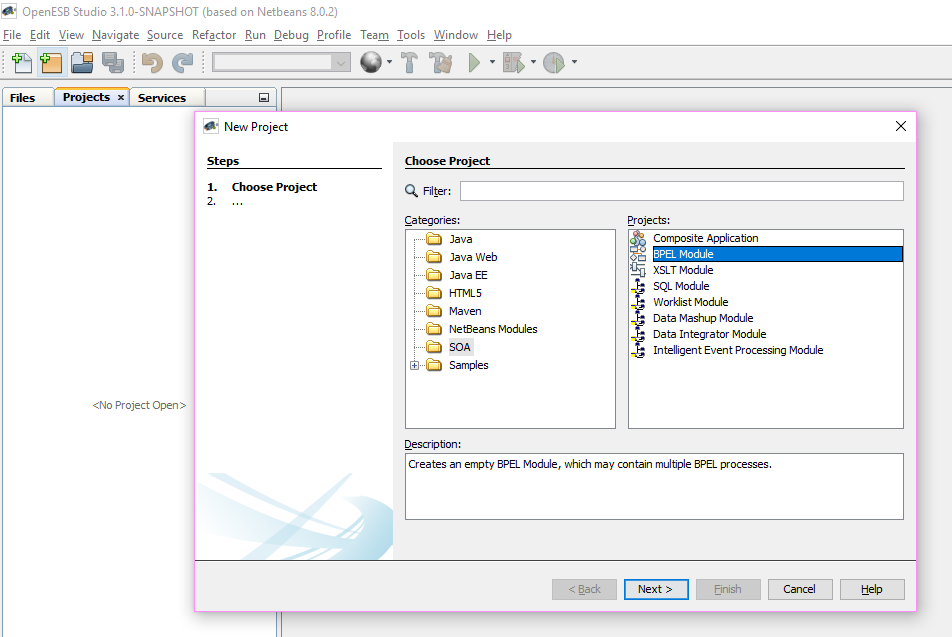 OpenESB Studio 3.1.0-SNAPSHOT (based on Netbeans 8.0.2)
File Edit View Navigate Source Refactor Run Debug Profile Team Tools Window Help
Files Projects × Services
<No Project Open>
New Project
Steps
1. Choose Project
2. ...
Choose Project
Filter:
Categories:
Java
Java Web
Java EE
HTML5
Maven
NetBeans Modules
SOA
Samples
Projects:
Composite Application
BPEL Module
XSLT Module
SQL Module
Worklist Module
Data Mashup Module
Data Integrator Module
Intelligent Event Processing Module
Description:
Creates an empty BPEL Module, which may contain multiple BPEL processes.
< Back Next > Finish Cancel Help